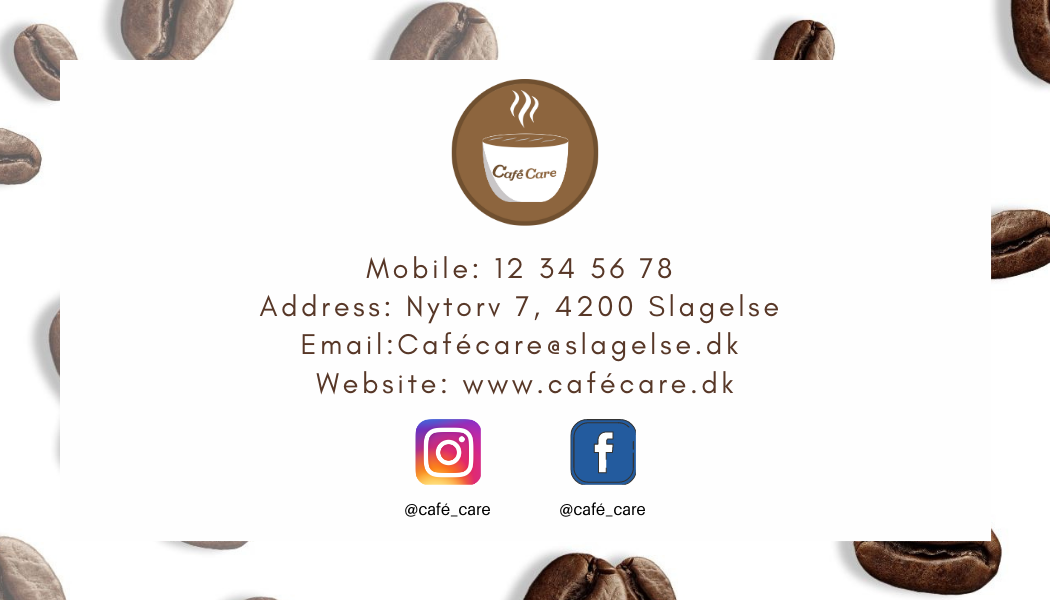 Café Care
Mobile: 12 34 56 78
Address: Nytorv 7, 4200 Slagelse
Email:Cafécare@slagelse.dk
Website: www.cafécare.dk
@café_care @café_care